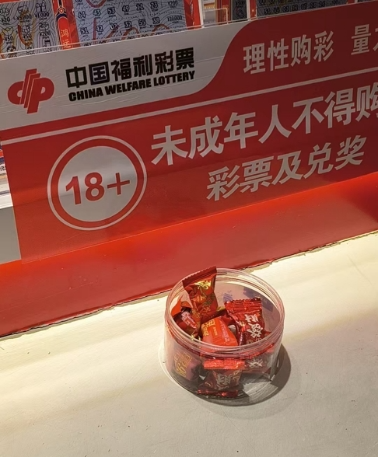 中国福利彩票
CHINA WELFARE LOTTERY
理性购彩 量
18+
未成年人不得购
彩票及兑奖